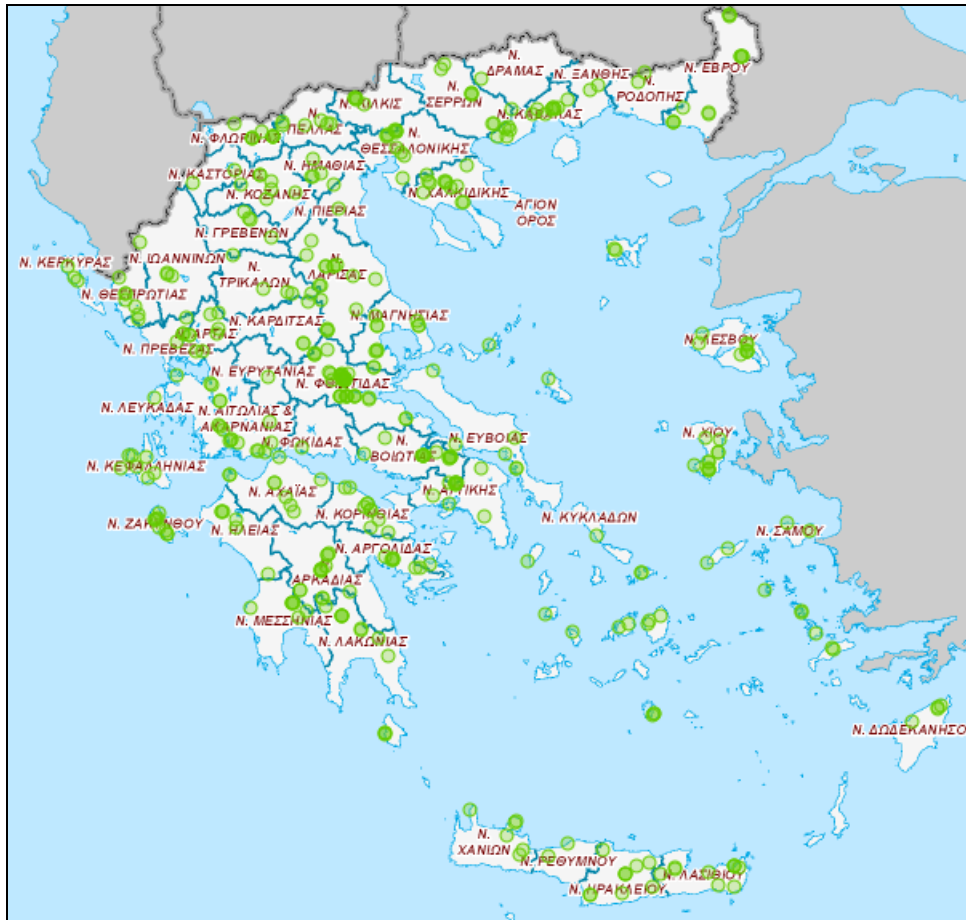 Ν.
ΔΡΑΜΑΣ
Ν. ΞΑΝΘΗΣ
Ν. ΕΒΡΟΥ
Ν.
ΡΟΔΟΠΗΣ
Ν. ΚΙΛΚΙΣ
Ν.
ΣΕΡΡΩΝ
Ν. ΚΑΒΑΛΑΣ
Ν.
ΠΕΛΛΑΣ
Ν. ΦΛΩΡΙΝΑΣ
Ν.
ΘΕΣΣΑΛΟΝΙΚΗΣ
Ν. ΗΜΑΘΙΑΣ
Ν. ΚΑΣΤΟΡΙΑΣ
Ν. ΚΟΖΑΝΗΣ
Ν. ΧΑΛΚΙΔΙΚΗΣ
Ν. ΠΙΕΡΙΑΣ
ΑΓΙΟΝ
ΟΡΟΣ
Ν. ΓΡΕΒΕΝΩΝ
Ν. ΚΕΡΚΥΡΑΣ
Ν. ΙΩΑΝΝΙΝΩΝ
Ν.
ΛΑΡΙΣΑΣ
Ν.
ΤΡΙΚΑΛΩΝ
Ν. ΘΕΣΠΡΩΤΙΑΣ
Ν. ΜΑΓΝΗΣΙΑΣ
Ν. ΚΑΡΔΙΤΣΑΣ
Ν. ΑΡΤΑΣ
Ν. ΠΡΕΒΕΖΑΣ
Ν. ΛΕΣΒΟΥ
Ν. ΕΥΡΥΤΑΝΙΑΣ
Ν. ΦΘΙΩΤΙΔΑΣ
Ν. ΛΕΥΚΑΔΑΣ
Ν. ΑΙΤΩΛΙΑΣ &
ΑΚΑΡΝΑΝΙΑΣ
Ν. ΦΩΚΙΔΑΣ
Ν.
ΒΟΙΩΤΙΑΣ
Ν. ΕΥΒΟΙΑΣ
Ν. ΧΙΟΥ
Ν. ΚΕΦΑΛΛΗΝΙΑΣ
Ν. ΑΧΑΪΑΣ
Ν. ΑΤΤΙΚΗΣ
Ν. ΚΟΡΙΝΘΙΑΣ
Ν. ΖΑΚΥΝΘΟΥ
Ν. ΗΛΕΙΑΣ
Ν. ΚΥΚΛΑΔΩΝ
Ν. ΣΑΜΟΥ
Ν. ΑΡΓΟΛΙΔΑΣ
ΑΡΚΑΔΙΑΣ
Ν. ΜΕΣΣΗΝΙΑΣ
Ν. ΛΑΚΩΝΙΑΣ
Ν. ΔΩΔΕΚΑΝΗΣΟ
Ν.
ΧΑΝΙΩΝ
Ν. ΡΕΘΥΜΝΟΥ
Ν. ΛΑΣΙΘΙΟΥ
Ν. ΗΡΑΚΛΕΙΟΥ